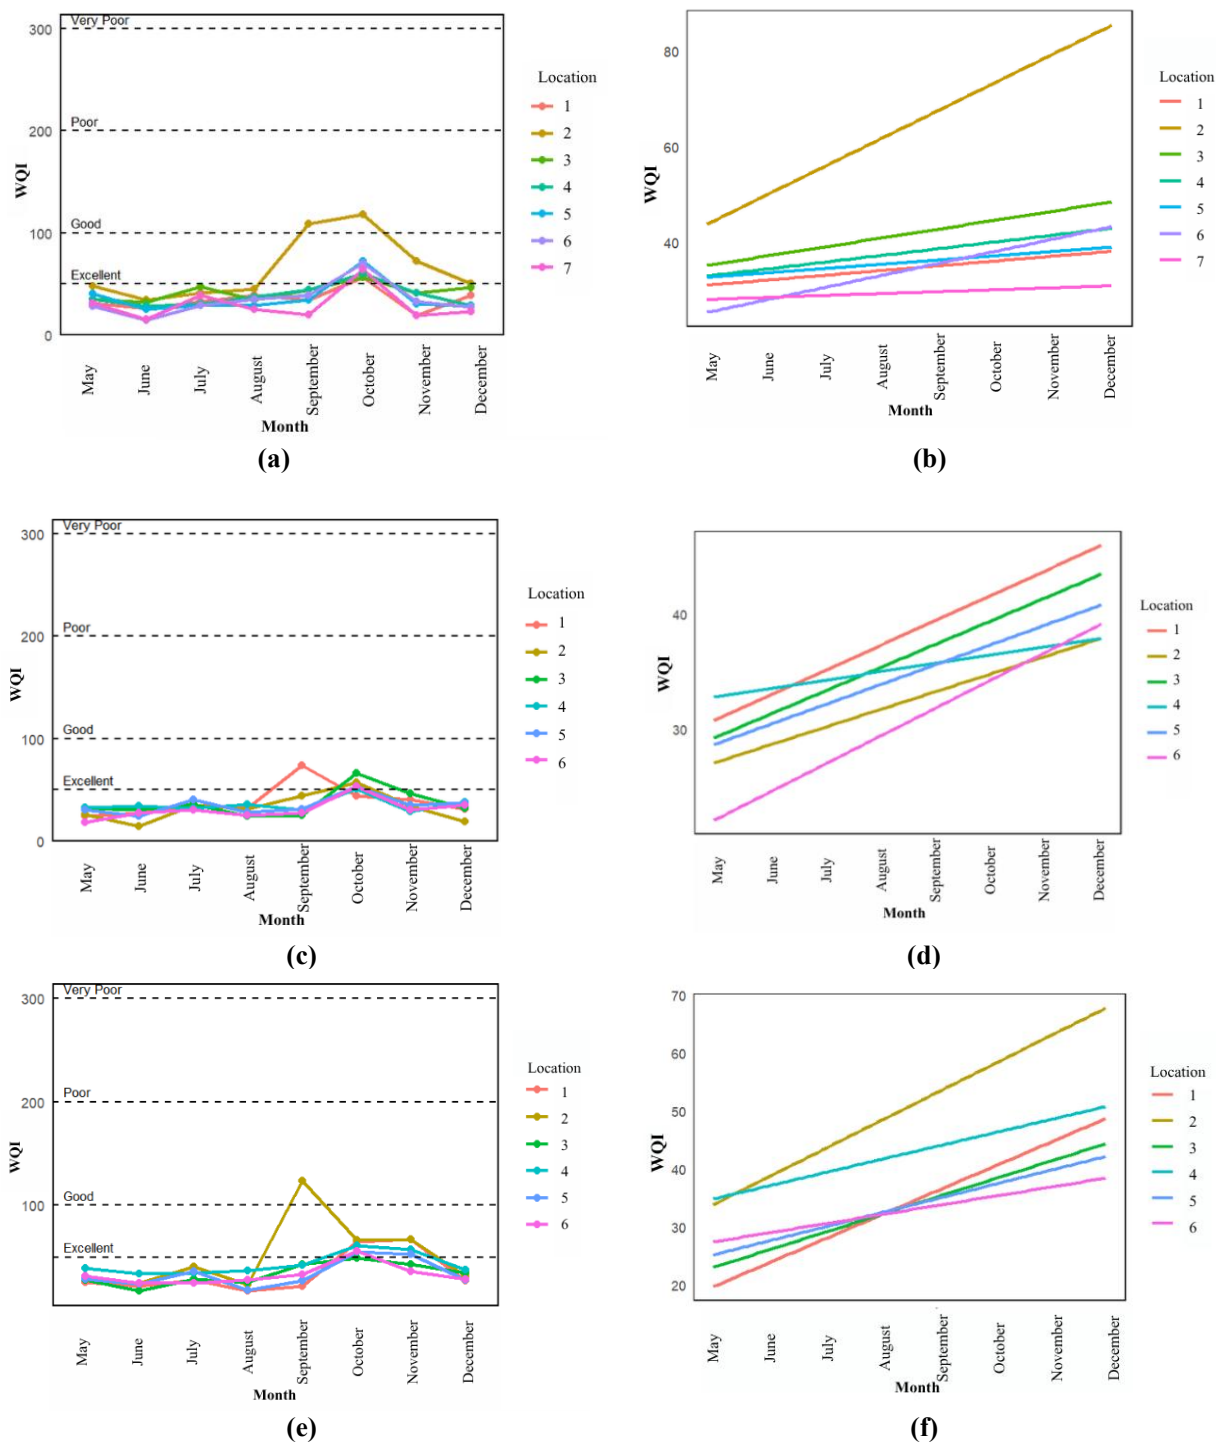 Very Poor
300
Poor
200
Good
100
Excellent
0
WQI
May
June
July
August
September
October
November
December
Month
Location
1
2
3
4
5
6
7
(a)
80
60
40
WQI
May
June
July
August
September
October
November
December
Month
Location
1
2
3
4
5
6
7
(b)
Very Poor
300
Poor
200
Good
100
Excellent
0
WQI
May
June
July
August
September
October
November
December
Month
Location
1
2
3
4
5
6
(c)
40
30
WQI
May
June
July
August
September
October
November
December
Month
Location
1
2
3
4
5
6
(d)
Very Poor
300
Poor
200
Good
100
Excellent
WQI
May
June
July
August
September
October
November
December
Month
Location
1
2
3
4
5
6
(e)
70
60
50
40
30
20
WQI
May
June
July
August
September
October
November
December
Month
Location
1
2
3
4
5
6
(f)